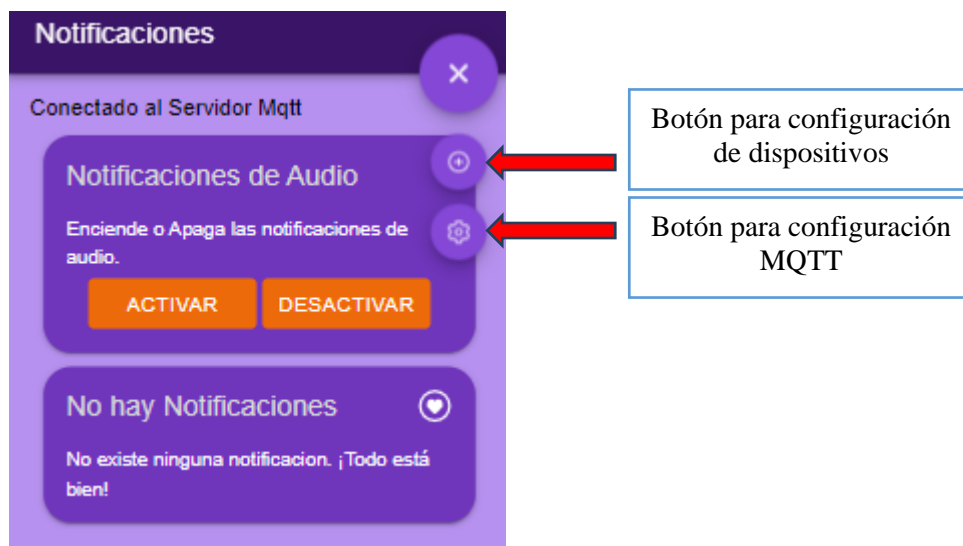 Notificaciones
Conectado al Servidor Mqtt
Notificaciones de Audio
Enciende o Apaga las notificaciones de
audio.
ACTIVAR
DESACTIVAR
No hay Notificaciones
No existe ninguna notificacion. ¡Todo está
bien!
Botón para configuración
de dispositivos
Botón para configuración
MQTT